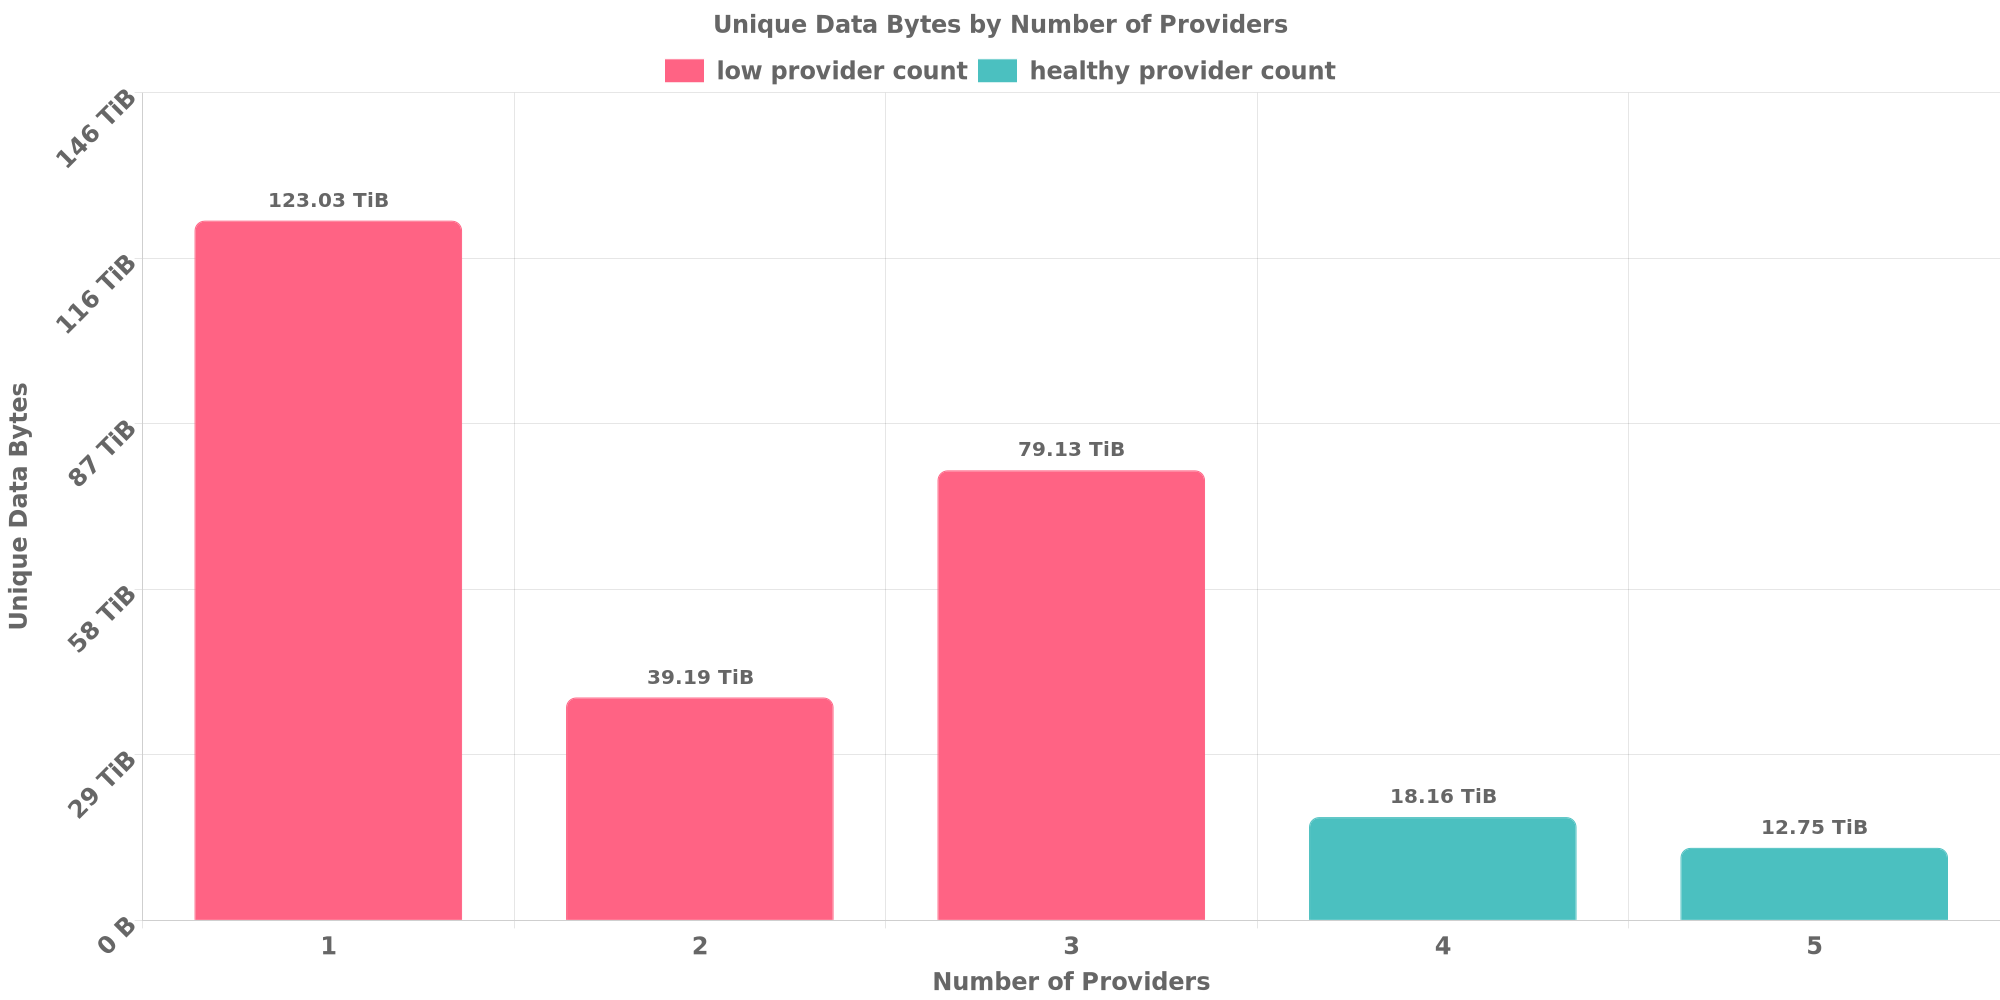 Unique Data Bytes by Number of Providers
low provider count healthy provider count
146 TiB
116 TiB
87 TiB
58 TiB
29 TiB
0 B
Unique Data Bytes
123.03 TiB
39.19 TiB
79.13 TiB
18.16 TiB
12.75 TiB
1 2 3 4 5
Number of Providers